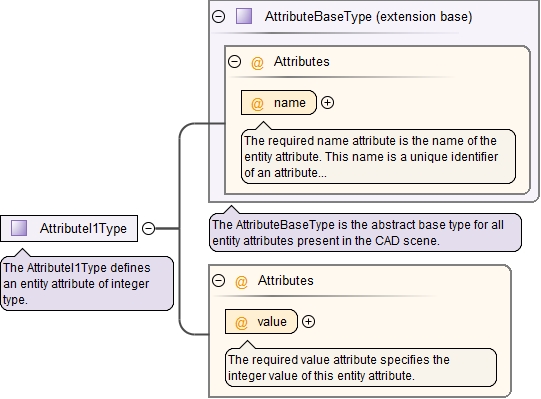 AttributeBaseType (extension base)
@ Attributes
@ name
The required name attribute is the name of the
entity attribute. This name is a unique identifier
of an attribute...
AttributeI1Type
The AttributeI1Type defines
an entity attribute of integer
type.
The AttributeBaseType is the abstract base type for all
entity attributes present in the CAD scene.
@ Attributes
@ value
The required value attribute specifies the
integer value of this entity attribute.